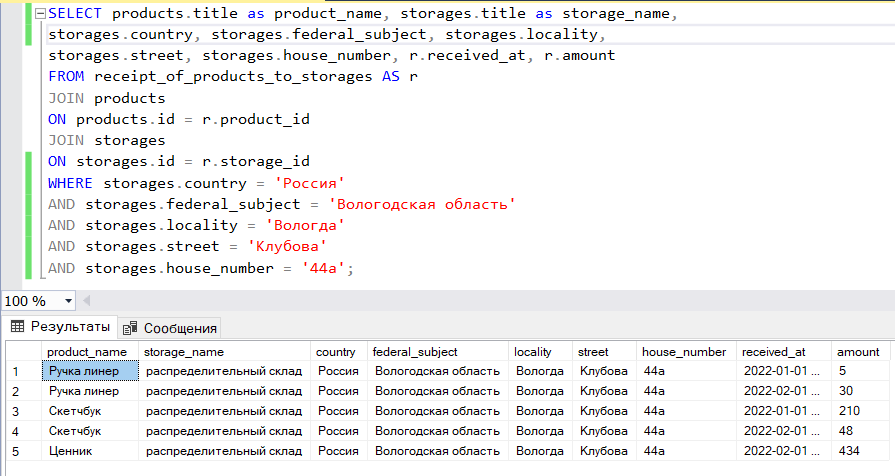 SELECT products.title as product_name, storages.title as storage_name,
storages.country, storages.federal_subject, storages.locality,
storages.street, storages.house_number, r.received_at, r.amount
FROM receipt_of_products_to_storages AS r
JOIN products
ON products.id = r.product_id
JOIN storages
ON storages.id = r.storage_id
WHERE storages.country = 'Россия'
AND storages.federal_subject = 'Вологодская область'
AND storages.locality = 'Вологда'
AND storages.street = 'Клубова'
AND storages.house_number = '44а';
100 %
Результаты Сообщения
product_name storage_name country federal_subject locality street house_number received_at amount
1 Ручка линер распределительный склад Россия Вологодская область Вологда Клубова 44а 2022-01-01 ... 5
2 Ручка линер распределительный склад Россия Вологодская область Вологда Клубова 44а 2022-01-01 ... 30
3 Скетчбук распределительный склад Россия Вологодская область Вологда Клубова 44а 2022-02-01 ... 210
4 Скетчбук распределительный склад Россия Вологодская область Вологда Клубова 44а 2022-02-01 ... 48
5 Ценник распределительный склад Россия Вологодская область Вологда Клубова 44а 2022-02-01 ... 434